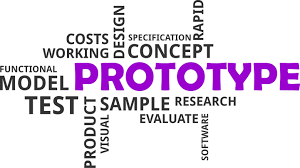 COSTS
DESIGN
SPECIFICATION
RAPID
WORKING
CONCEPT
FUNCTIONAL
MODEL
PROTOTYPE
TEST
SAMPLE
RESEARCH
PRODUCT
VISUAL
EVALUATE
SOFTWARE